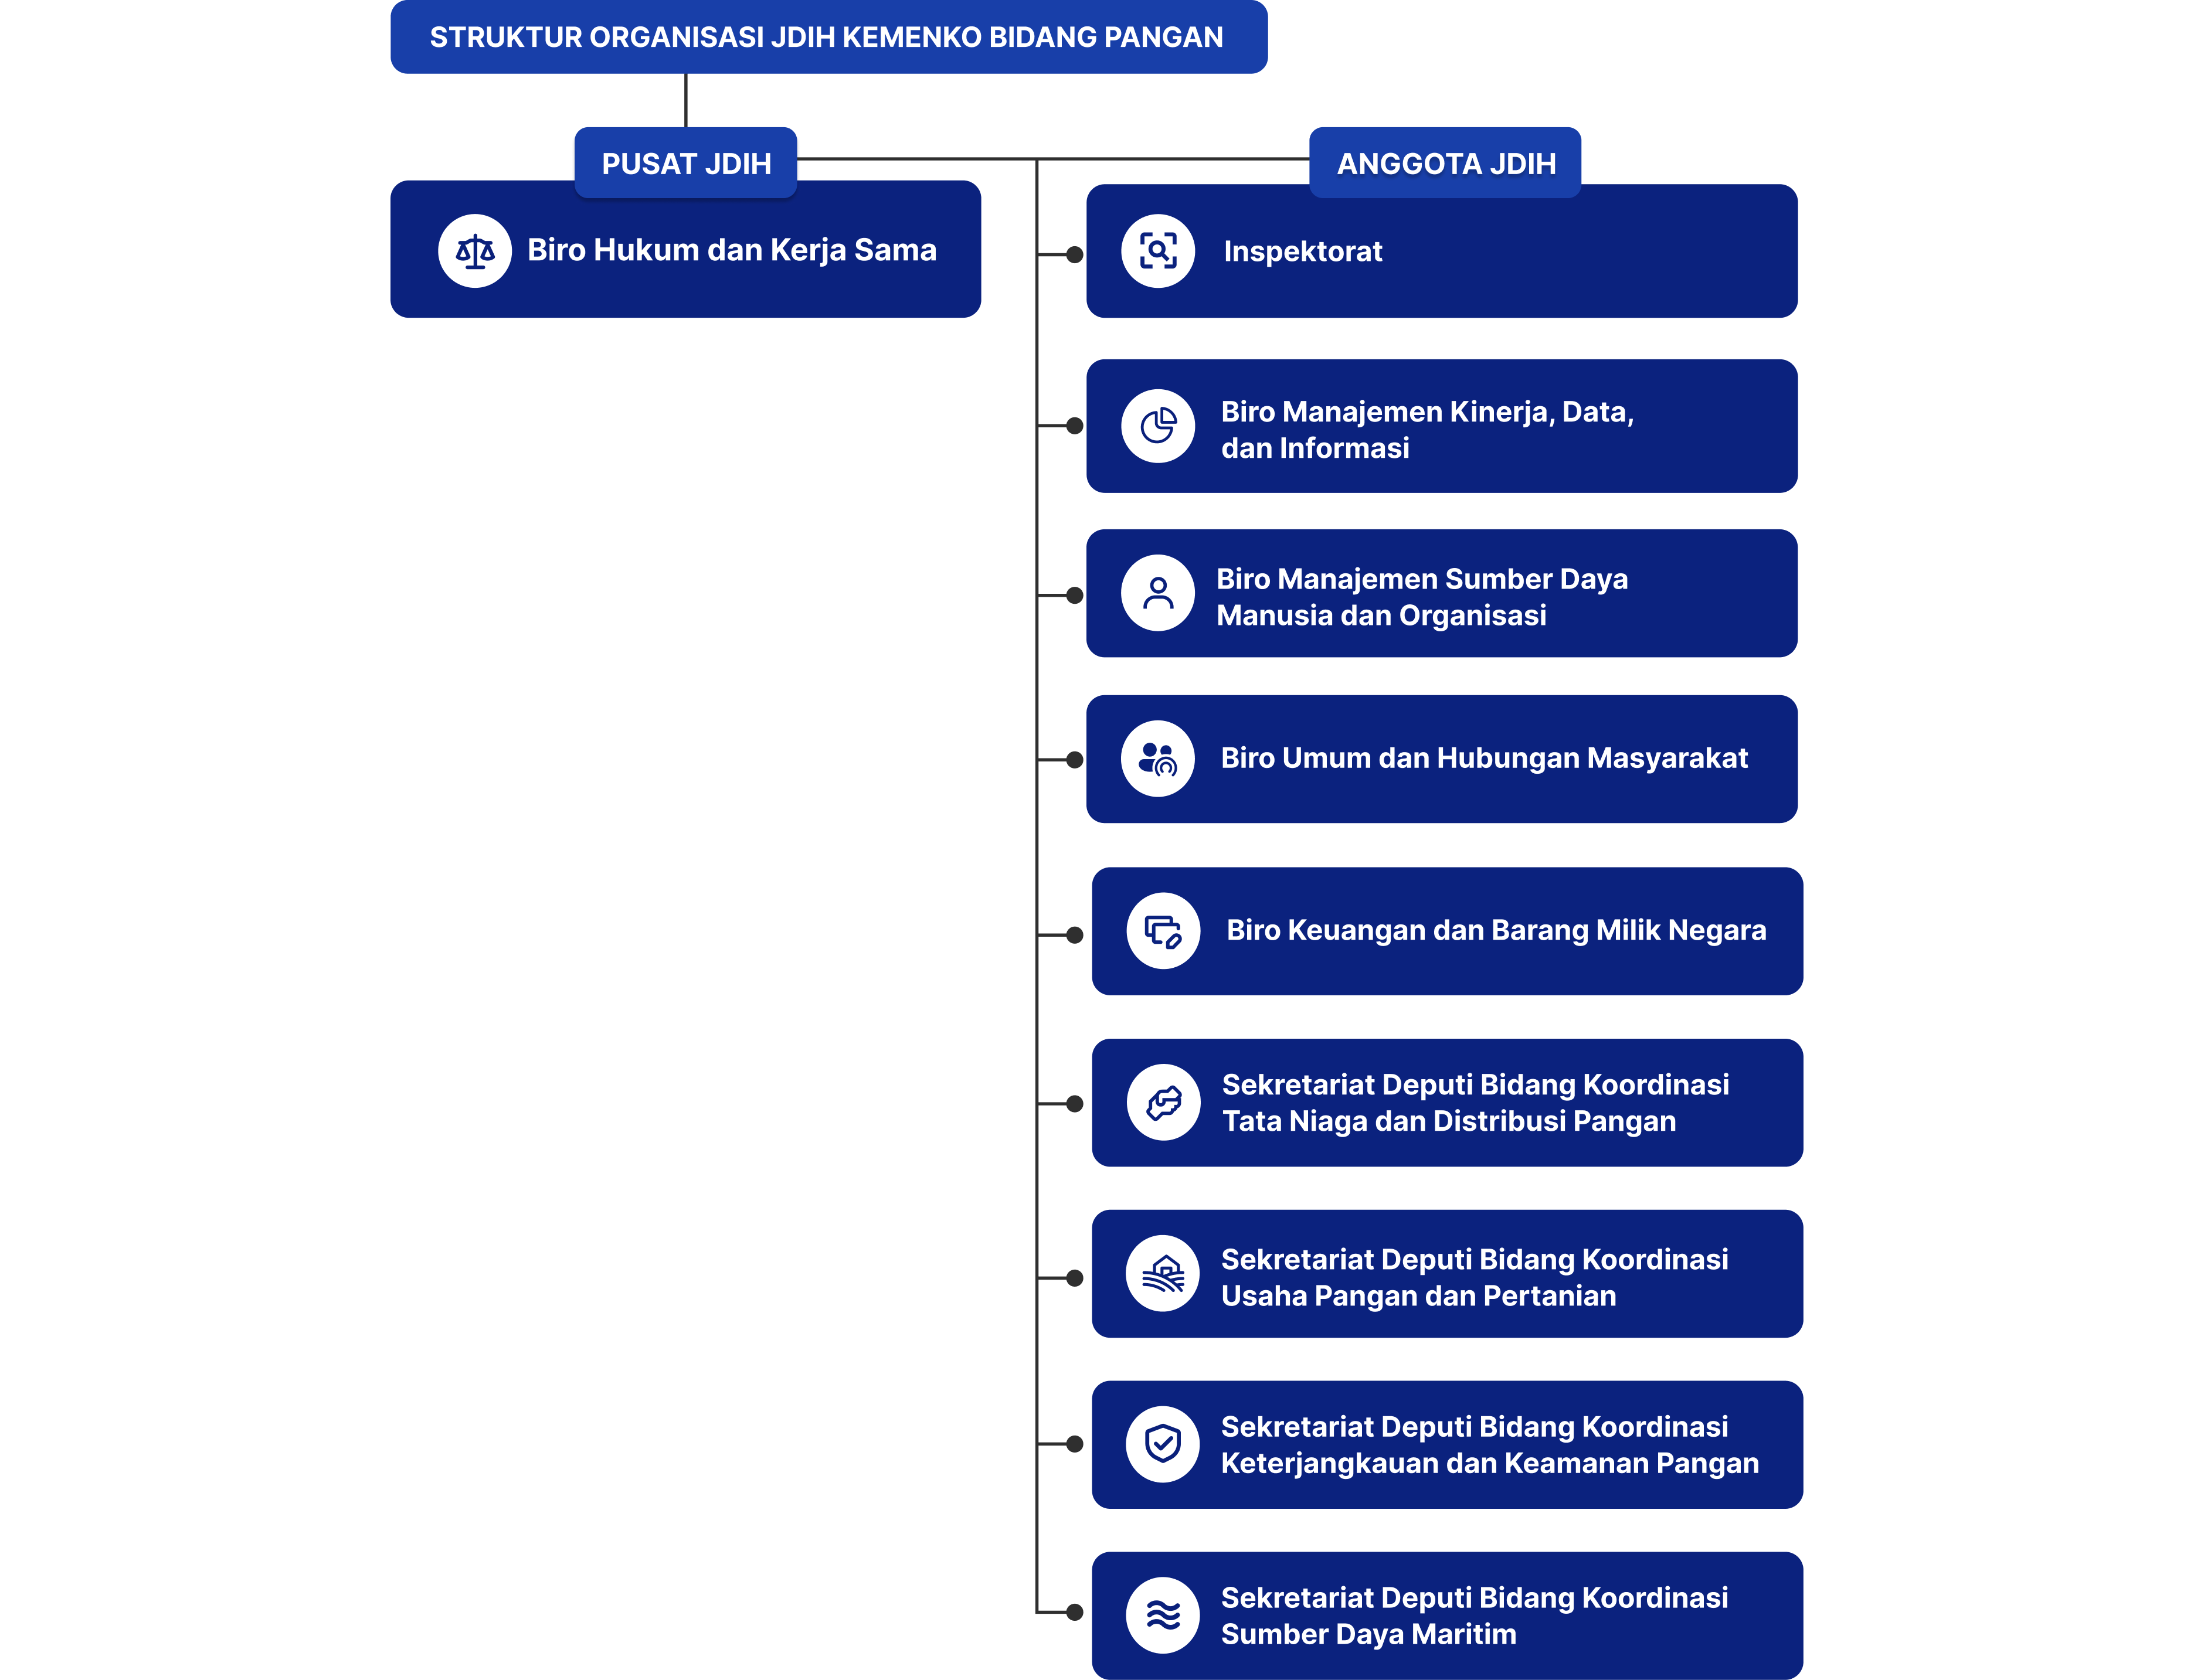 STRUKTUR ORGANISASI JDIH KEMENKO BIDANG PANGAN
PUSAT JDIH
Biro Hukum dan Kerja Sama
ANGGOTA JDIH
Inspektorat
Biro Manajemen Kinerja, Data,
dan Informasi
Biro Manajemen Sumber Daya
Manusia dan Organisasi
Biro Umum dan Hubungan Masyarakat
Biro Keuangan dan Barang Milik Negara
Sekretariat Deputi Bidang Koordinasi
Tata Niaga dan Distribusi Pangan
Sekretariat Deputi Bidang Koordinasi
Usaha Pangan dan Pertanian
Sekretariat Deputi Bidang Koordinasi
Keterjangkauan dan Keamanan Pangan
Sekretariat Deputi Bidang Koordinasi
Sumber Daya Maritim